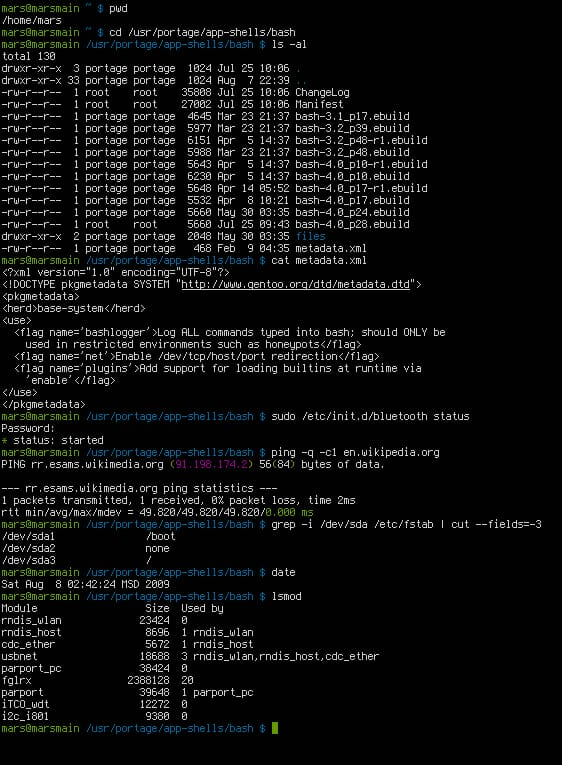 mars@marsmain ~ $ pwd
/home/mars
mars@marsmain ~ $ cd /usr/portage/app-shells/bash
mars@marsmain /usr/portage/app-shells/bash $ ls -al
total 130
drwxr-xr-x  3 portage portage  1024 Jul 25 10:06 .
drwxr-xr-x 33 portage portage  1024 Aug  7 22:39 ..
-rw-r--r--  1 root    root    35808 Jul 25 10:06 ChangeLog
-rw-r--r--  1 root    root    27002 Jul 25 10:06 Manifest
-rw-r--r--  1 portage portage  4645 Mar 23 21:37 bash-3.1_p17.ebuild
-rw-r--r--  1 portage portage  5977 Mar 23 21:37 bash-3.2_p39.ebuild
-rw-r--r--  1 portage portage  6151 Apr  5 14:37 bash-3.2_p48-r1.ebuild
-rw-r--r--  1 portage portage  5988 Mar 23 21:37 bash-3.2_p48.ebuild
-rw-r--r--  1 portage portage  5643 Apr  5 14:37 bash-4.0_p10-r1.ebuild
-rw-r--r--  1 portage portage  6230 Apr  5 14:37 bash-4.0_p10.ebuild
-rw-r--r--  1 portage portage  5648 Apr 14 05:52 bash-4.0_p17-r1.ebuild
-rw-r--r--  1 portage portage  5532 Apr  8 10:21 bash-4.0_p17.ebuild
-rw-r--r--  1 portage portage  5660 May 30 03:35 bash-4.0_p24.ebuild
-rw-r--r--  1 root    root     5660 Jul 25 09:43 bash-4.0_p28.ebuild
drwxr-xr-x  2 portage portage  2048 May 30 03:35 files
-rw-r--r--  1 portage portage   468 Feb  9 04:35 metadata.xml
mars@marsmain /usr/portage/app-shells/bash $ cat metadata.xml
<?xml version="1.0" encoding="UTF-8"?>
<!DOCTYPE pkgmetadata SYSTEM "http://www.gentoo.org/dtd/metadata.dtd">
<pkgmetadata>
<herd>base-system</herd>
<use>
  <flag name='bashlogger'>Log ALL commands typed into bash; should ONLY be
    used in restricted environments such as honeypots</flag>
  <flag name='net'>Enable /dev/tcp/host/port redirection</flag>
  <flag name='plugins'>Add support for loading builtins at runtime via
    'enable'</flag>
</use>
</pkgmetadata>
mars@marsmain /usr/portage/app-shells/bash $ sudo /etc/init.d/bluetooth status
Password:
* status: started
mars@marsmain /usr/portage/app-shells/bash $ ping -q -c1 en.wikipedia.org
PING rr.esams.wikimedia.org (91.198.174.2) 56(84) bytes of data.

--- rr.esams.wikimedia.org ping statistics ---
1 packets transmitted, 1 received, 0% packet loss, time 2ms
rtt min/avg/max/mdev = 49.820/49.820/49.820/0.000 ms
mars@marsmain /usr/portage/app-shells/bash $ grep -i /dev/sda /etc/fstab | cut --fields=-3
/dev/sda1               /boot
/dev/sda2               none
/dev/sda3               /
mars@marsmain /usr/portage/app-shells/bash $ date
Sat Aug  8 02:42:24 MSD 2009
mars@marsmain /usr/portage/app-shells/bash $ lsmod
Module                  Size  Used by
rndis_wlan             23424  0
rndis_host              8696  1 rndis_wlan
cdc_ether               5672  1 rndis_host
usbnet                 18688  3 rndis_wlan,rndis_host,cdc_ether
parport_pc             38424  0
fglrx                2388128  20
parport                39648  1 parport_pc
iTCO_wdt               12272  0
i2c_i801                9380  0
mars@marsmain /usr/portage/app-shells/bash $